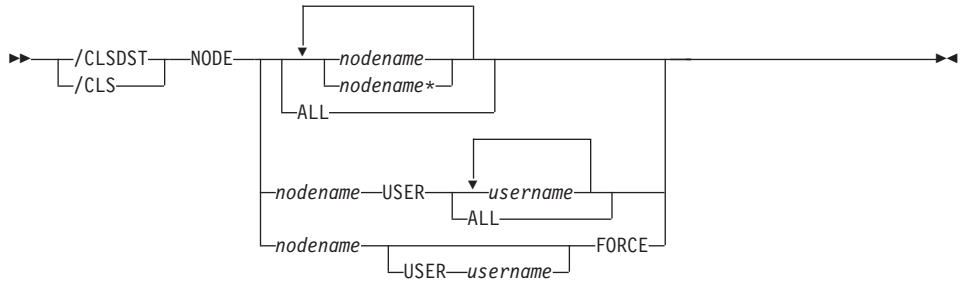 /CLSDST NODE nodename
/CLS nodename*
ALL
nodename USER username
ALL
nodename FORCE
USER username